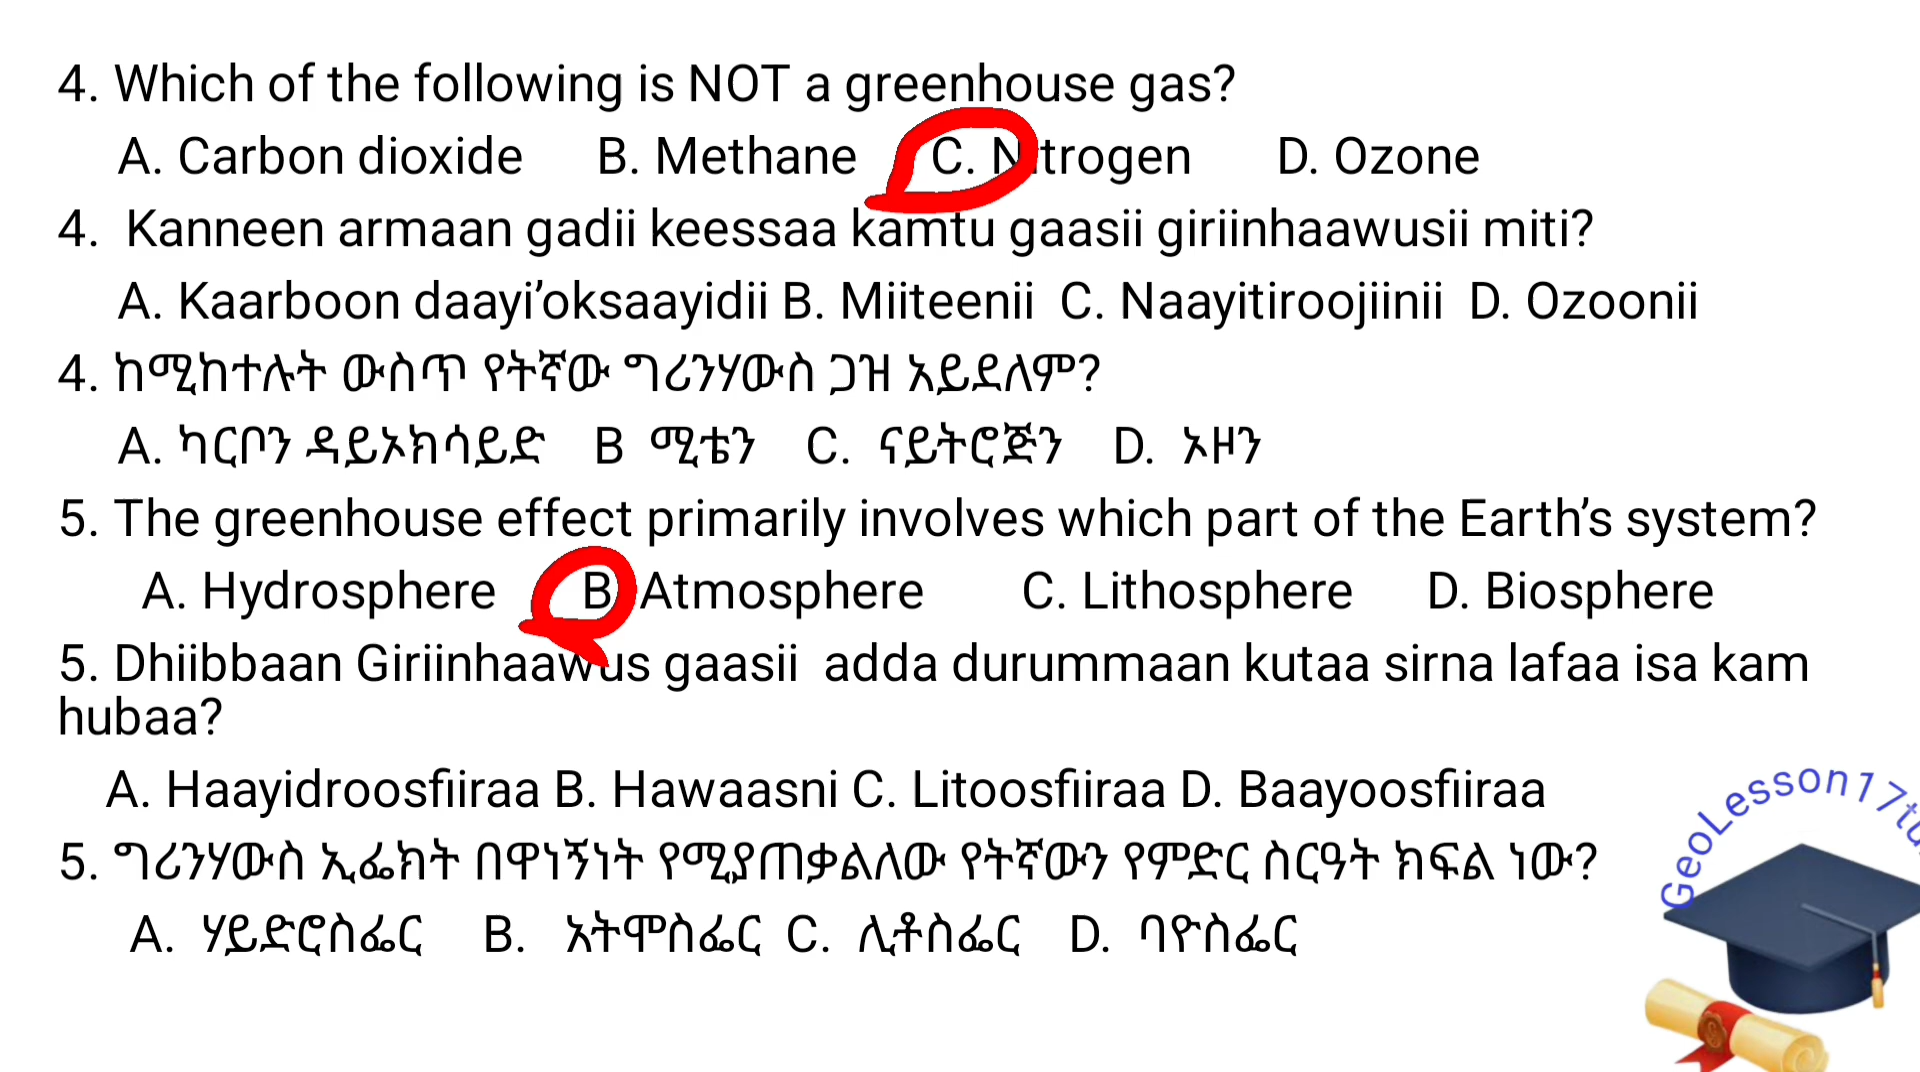 4. Which of the following is NOT a greenhouse gas?
A. Carbon dioxide B. Methane C. Nitrogen D. Ozone
4. Kanneen armaan gadii keessaa kamtu gaasii giriinhaawusii miti?
A. Kaarboon daayi’oksaayidii B. Miiteenii C. Naayitiroojiinii D. Ozoonii
4. ከሚከተሉት ውስጥ የትኛው ግሪንሃውስ ጋዝ አይደለም?
A. ካርቦን ዳይኦክሳይድ B ሚቴን C. ናይትሮጅን D. ኦዞን
5. The greenhouse effect primarily involves which part of the Earth’s system?
A. Hydrosphere B. Atmosphere C. Lithosphere D. Biosphere
5. Dhiibbaan Giriinhaawus gaasii adda durummaan kutaa sirna lafaa isa kam
hubaa?
A. Haayidroosfiiraa B. Hawaasni C. Litoosfiiraa D. Baayoosfiiraa
5. ግሪንሃውስ ኢፌክት በዋነኝነት የሚያጠቃልለው የትኛውን የምድር ስርዓት ክፍል ነው?
A. ሃይድሮስፌር B. አትሞስፌር C. ሊቶስፌር D. ባዮስፌር
GeoLesson17tu